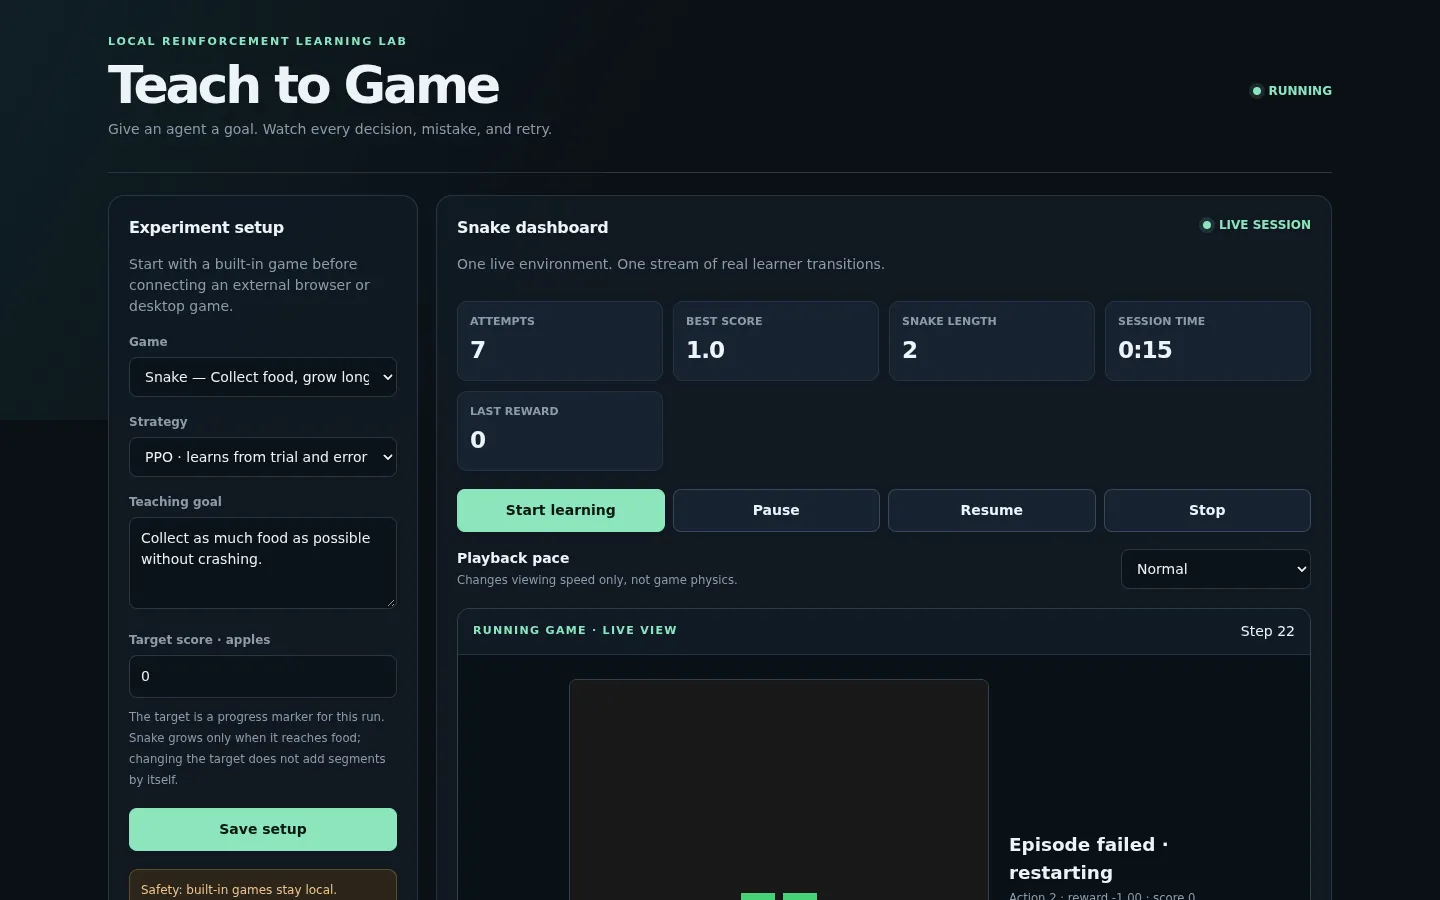 LOCAL REINFORCEMENT LEARNING LAB
Teach to Game
Give an agent a goal. Watch every decision, mistake, and retry.
RUNNING
Experiment setup
Start with a built-in game before
connecting an external browser or
desktop game.
Game
Snake — Collect food, grow long
Strategy
PPO · learns from trial and error
Teaching goal
Collect as much food as possible
without crashing.
Target score · apples
0
The target is a progress marker for this run.
Snake grows only when it reaches food;
changing the target does not add segments
by itself.
Save setup
Safety: built-in games stay local.
Snake dashboard
LIVE SESSION
One live environment. One stream of real learner transitions.
ATTEMPTS
7
BEST SCORE
1.0
SNAKE LENGTH
2
SESSION TIME
0:15
LAST REWARD
0
Start learning
Pause
Resume
Stop
Playback pace
Changes viewing speed only, not game physics.
Normal
RUNNING GAME · LIVE VIEW
Step 22
Episode failed ·
restarting
Action 2 · reward -1.00 · score 0